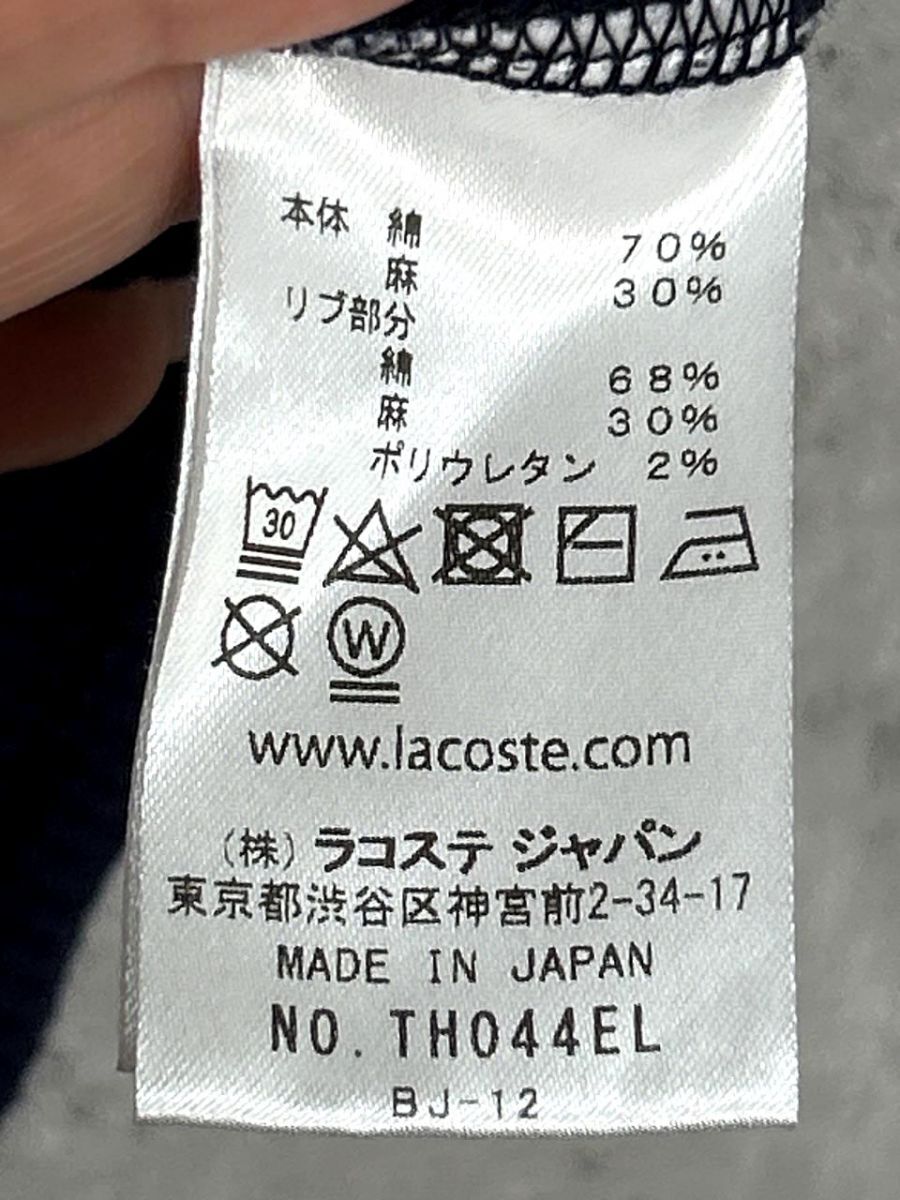 本体 綿 70%
麻 30%
リブ部分
綿 68%
麻 30%
ポリウレタン 2%
30
W
www.lacoste.com
(株) ラコステ ジャパン
東京都渋谷区神宮前2-34-17
MADE IN JAPAN
NO. TH044EL
BJ-12